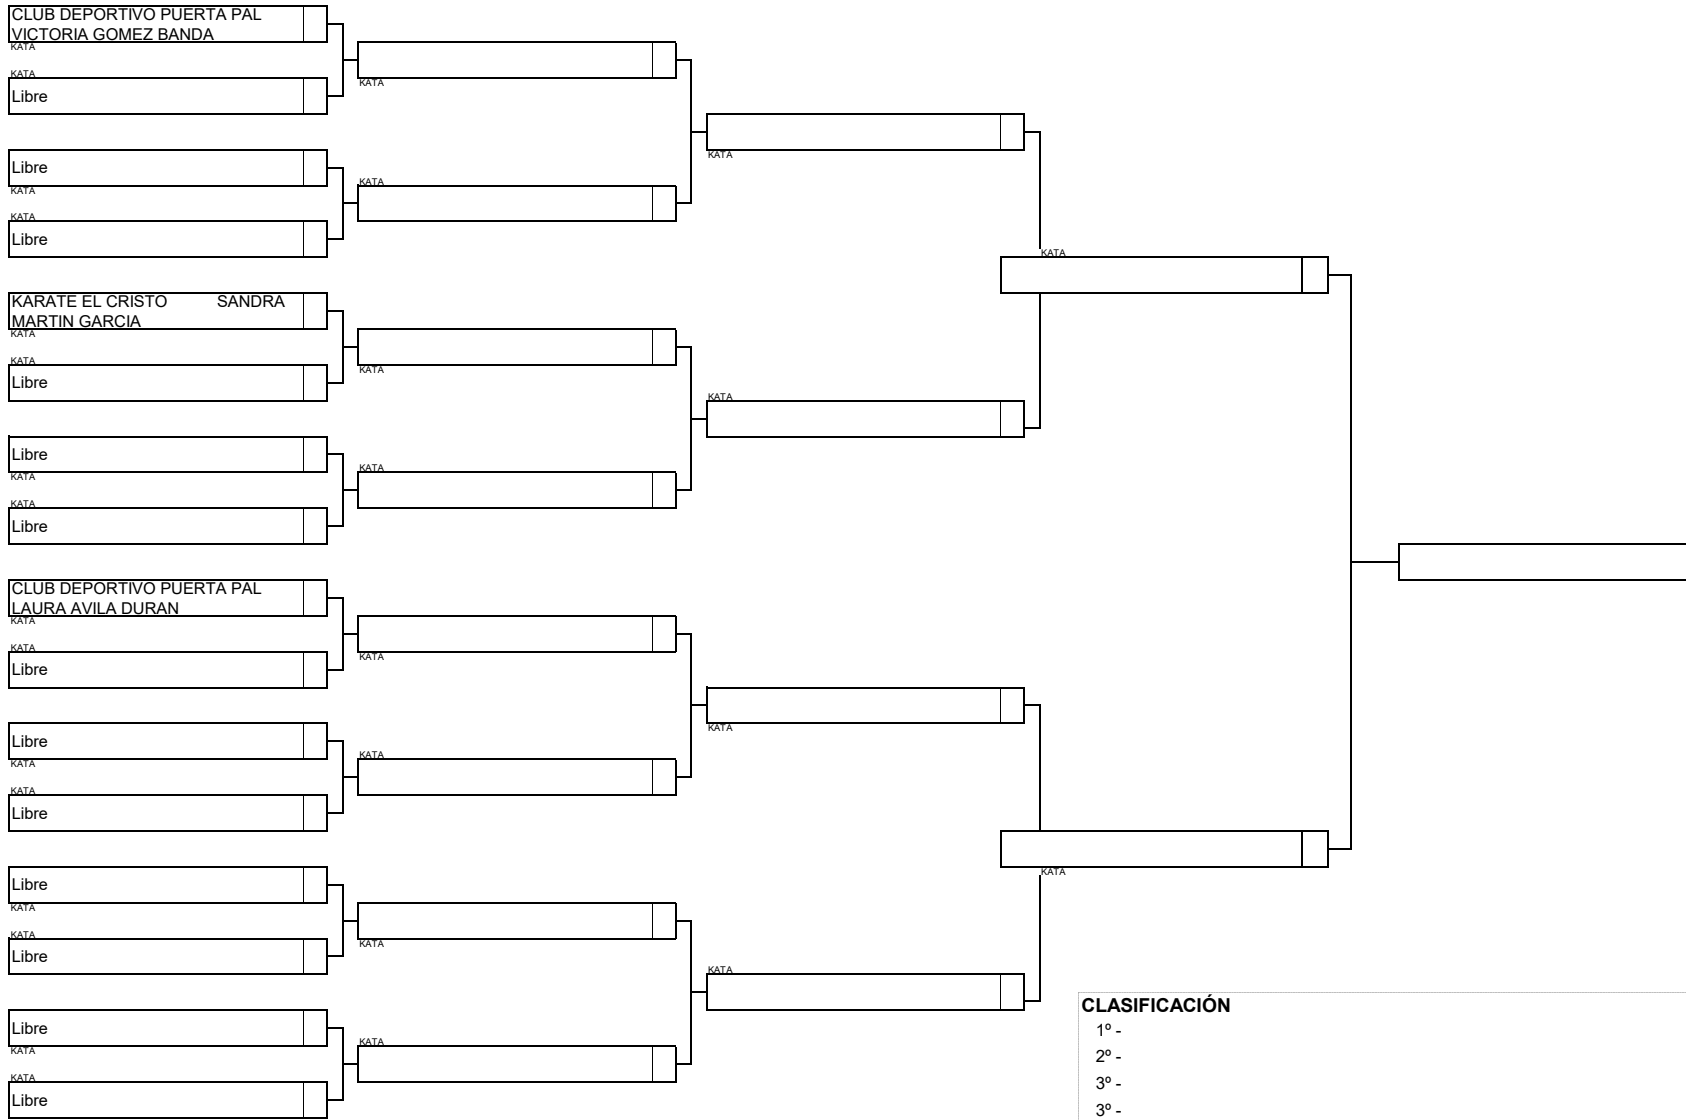 CLUB DEPORTIVO PUERTA PAL
VICTORIA GOMEZ BANDA
KATA
KATA
Libre
Libre
KATA
KATA
Libre
KARATE EL CRISTO SANDRA
MARTIN GARCIA
KATA
KATA
Libre
Libre
KATA
KATA
Libre
CLUB DEPORTIVO PUERTA PAL
LAURA AVILA DURAN
KATA
KATA
Libre
Libre
KATA
KATA
Libre
Libre
KATA
KATA
Libre
Libre
KATA
KATA
Libre
KATA
KATA
KATA
KATA
KATA
KATA
KATA
KATA
KATA
KATA
KATA
KATA
KATA
KATA
CLASIFICACIÓN
1º -
2º -
3º -
3º -